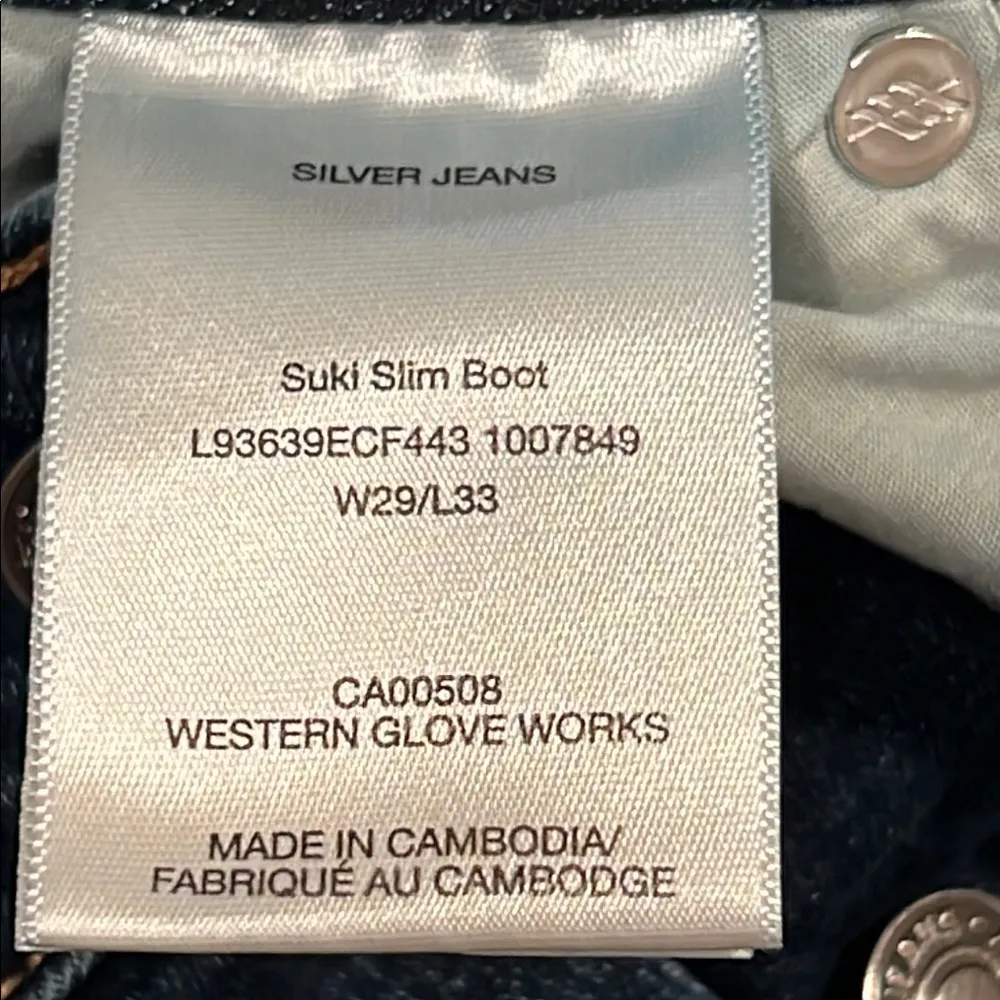 SILVER JEANS
Suki Slim Boot
L93639ECF443 1007849
W29/L33
CA00508
WESTERN GLOVE WORKS
MADE IN CAMBODIA/
FABRIQUÉ AU CAMBODGE